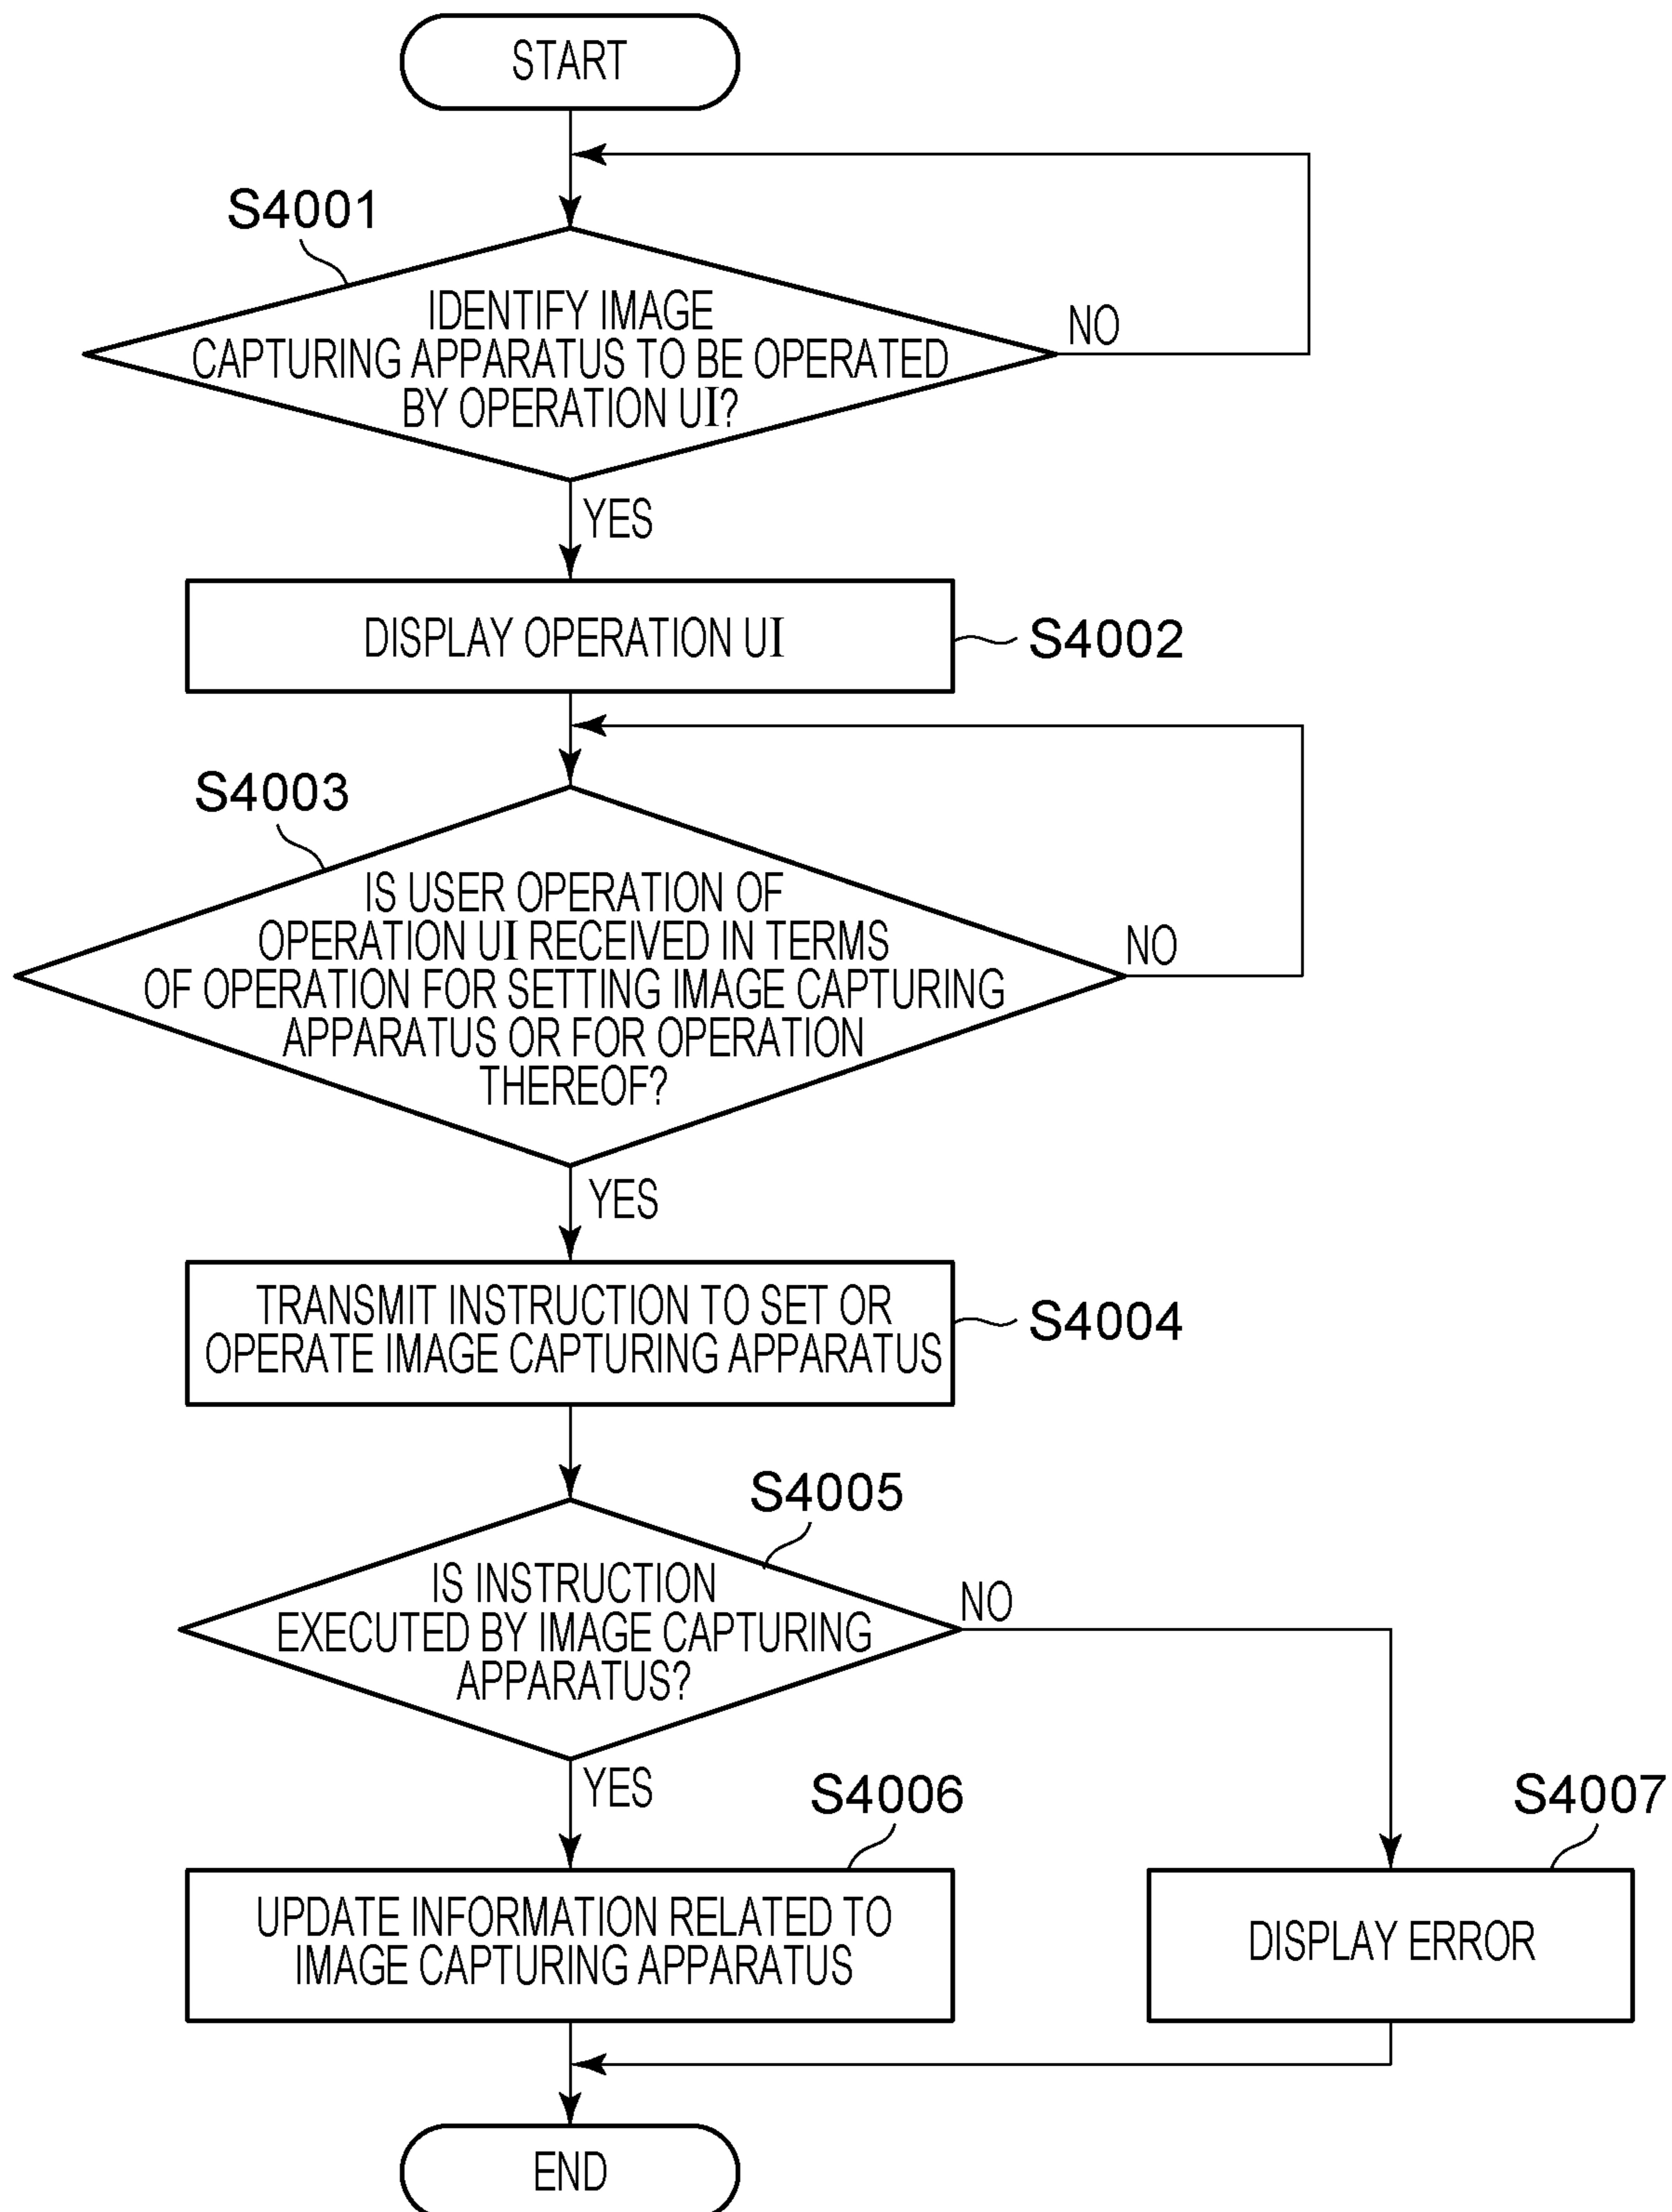 START
S4001
IDENTIFY IMAGE
CAPTURING APPARATUS TO BE OPERATED
BY OPERATION UI?
NO
YES
DISPLAY OPERATION UI
S4002
S4003
IS USER OPERATION OF
OPERATION UI RECEIVED IN TERMS
OF OPERATION FOR SETTING IMAGE CAPTURING
APPARATUS OR FOR OPERATION
THEREOF?
NO
YES
TRANSMIT INSTRUCTION TO SET OR
OPERATE IMAGE CAPTURING APPARATUS
S4004
S4005
IS INSTRUCTION
EXECUTED BY IMAGE CAPTURING
APPARATUS?
NO
YES
S4006
UPDATE INFORMATION RELATED TO
IMAGE CAPTURING APPARATUS
S4007
DISPLAY ERROR
END